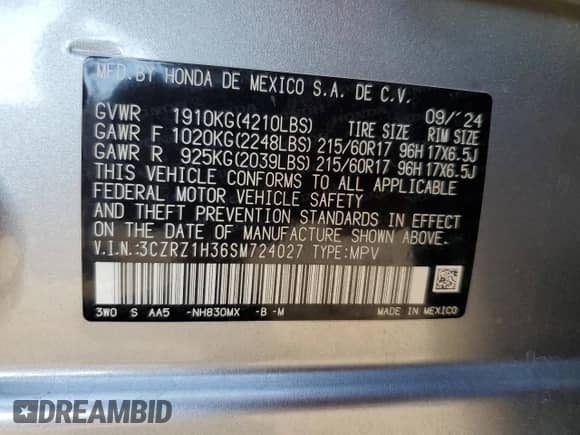 MFD.BY HONDA DE MEXICO S.A. DE C.V.
09/'24
GVWR 1910KG(4210LBS) TIRE SIZE RIM SIZE
GAWR F 1020KG(2248LBS) 215/60R17 96H 17X6.5J
GAWR R 925KG(2039LBS) 215/60R17 96H 17X6.5J
THIS VEHICLE CONFORMS TO ALL APPLICABLE
FEDERAL MOTOR VEHICLE SAFETY
AND THEFT PREVENTION STANDARDS IN EFFECT
ON THE DATE OF MANUFACTURE SHOWN ABOVE.
V.I.N.:3CZRZ1H36SM724027 TYPE:MPV
3W0 S AA5 -NH830MX -B -M MADE IN MEXICO
DREAMBID